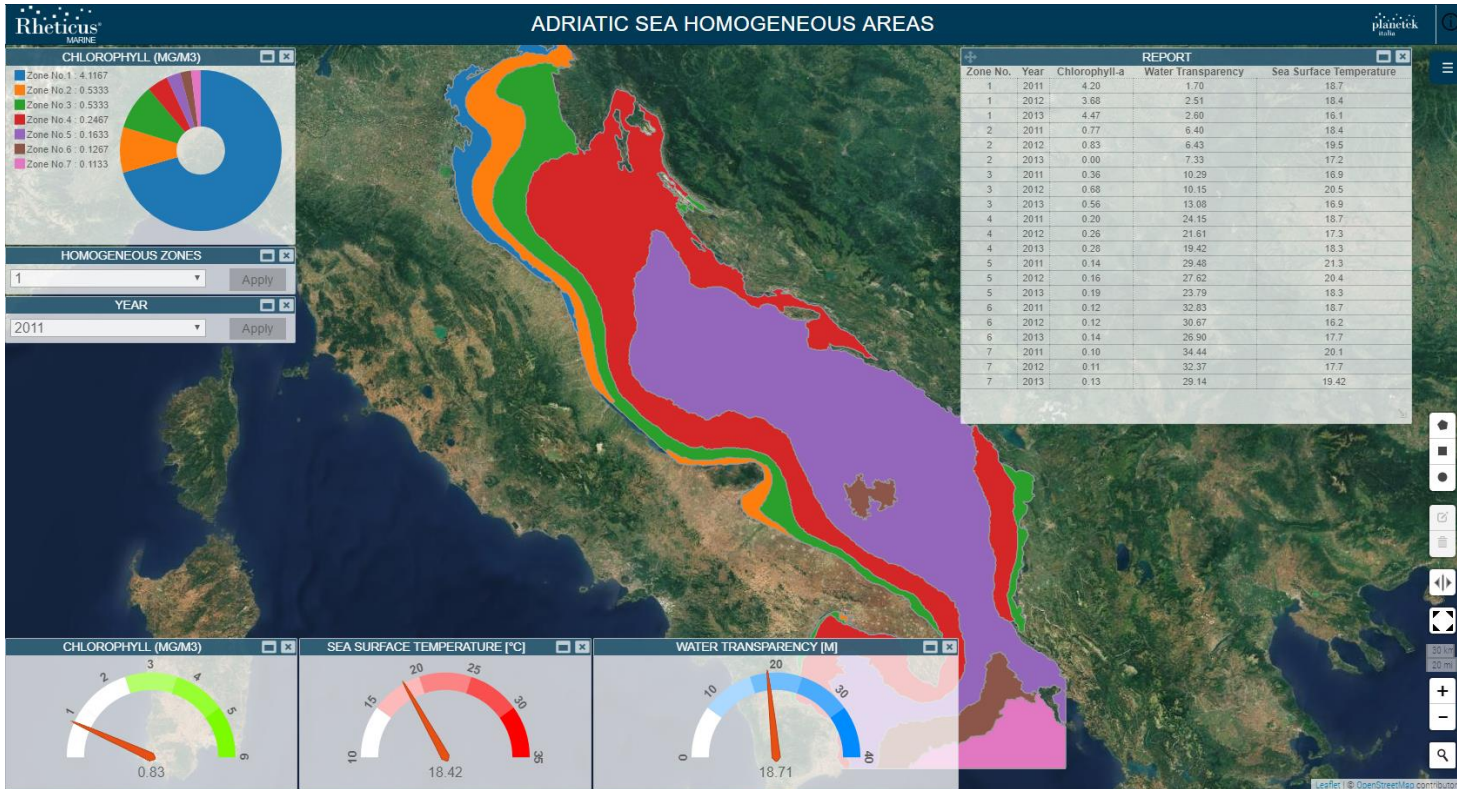 Rheticus®
MARINE
ADRIATIC SEA HOMOGENEOUS AREAS
planetek
italia
CHLOROPHYLL (MG/M3)
Zone No.1 : 4.1167
Zone No.2 : 0.5333
Zone No.3 : 0.5333
Zone No.4 : 0.2467
Zone No.5 : 0.1633
Zone No.6 : 0.1267
Zone No.7 : 0.1133
HOMOGENEOUS ZONES
1 Apply
YEAR
2011 Apply
REPORT
Zone No. Year Chlorophyll-a Water Transparency Sea Surface Temperature
1 2011 4.20 1.70 18.7
1 2012 3.68 2.51 18.4
1 2013 4.47 2.60 16.1
2 2011 0.77 6.40 18.4
2 2012 0.83 6.43 19.5
2 2013 0.00 7.33 17.2
3 2011 0.36 10.29 16.9
3 2012 0.68 10.15 20.5
3 2013 0.56 13.08 16.9
4 2011 0.20 24.15 18.7
4 2012 0.26 21.61 17.3
4 2013 0.28 19.42 18.3
5 2011 0.14 29.48 21.3
5 2012 0.16 27.62 20.4
5 2013 0.19 23.79 18.3
6 2011 0.12 32.83 18.7
6 2012 0.12 30.67 16.2
6 2013 0.14 26.90 17.7
7 2011 0.10 34.44 20.1
7 2012 0.11 32.37 17.7
7 2013 0.13 29.14 19.42
CHLOROPHYLL (MG/M3)
1 2 3 4 5 6
0.83
SEA SURFACE TEMPERATURE [°C]
10 15 20 25 30 35
18.42
WATER TRANSPARENCY [M]
0 10 20 30 40
18.71
30 km
20 mi
+
−
Leaflet | © OpenStreetMap contributor